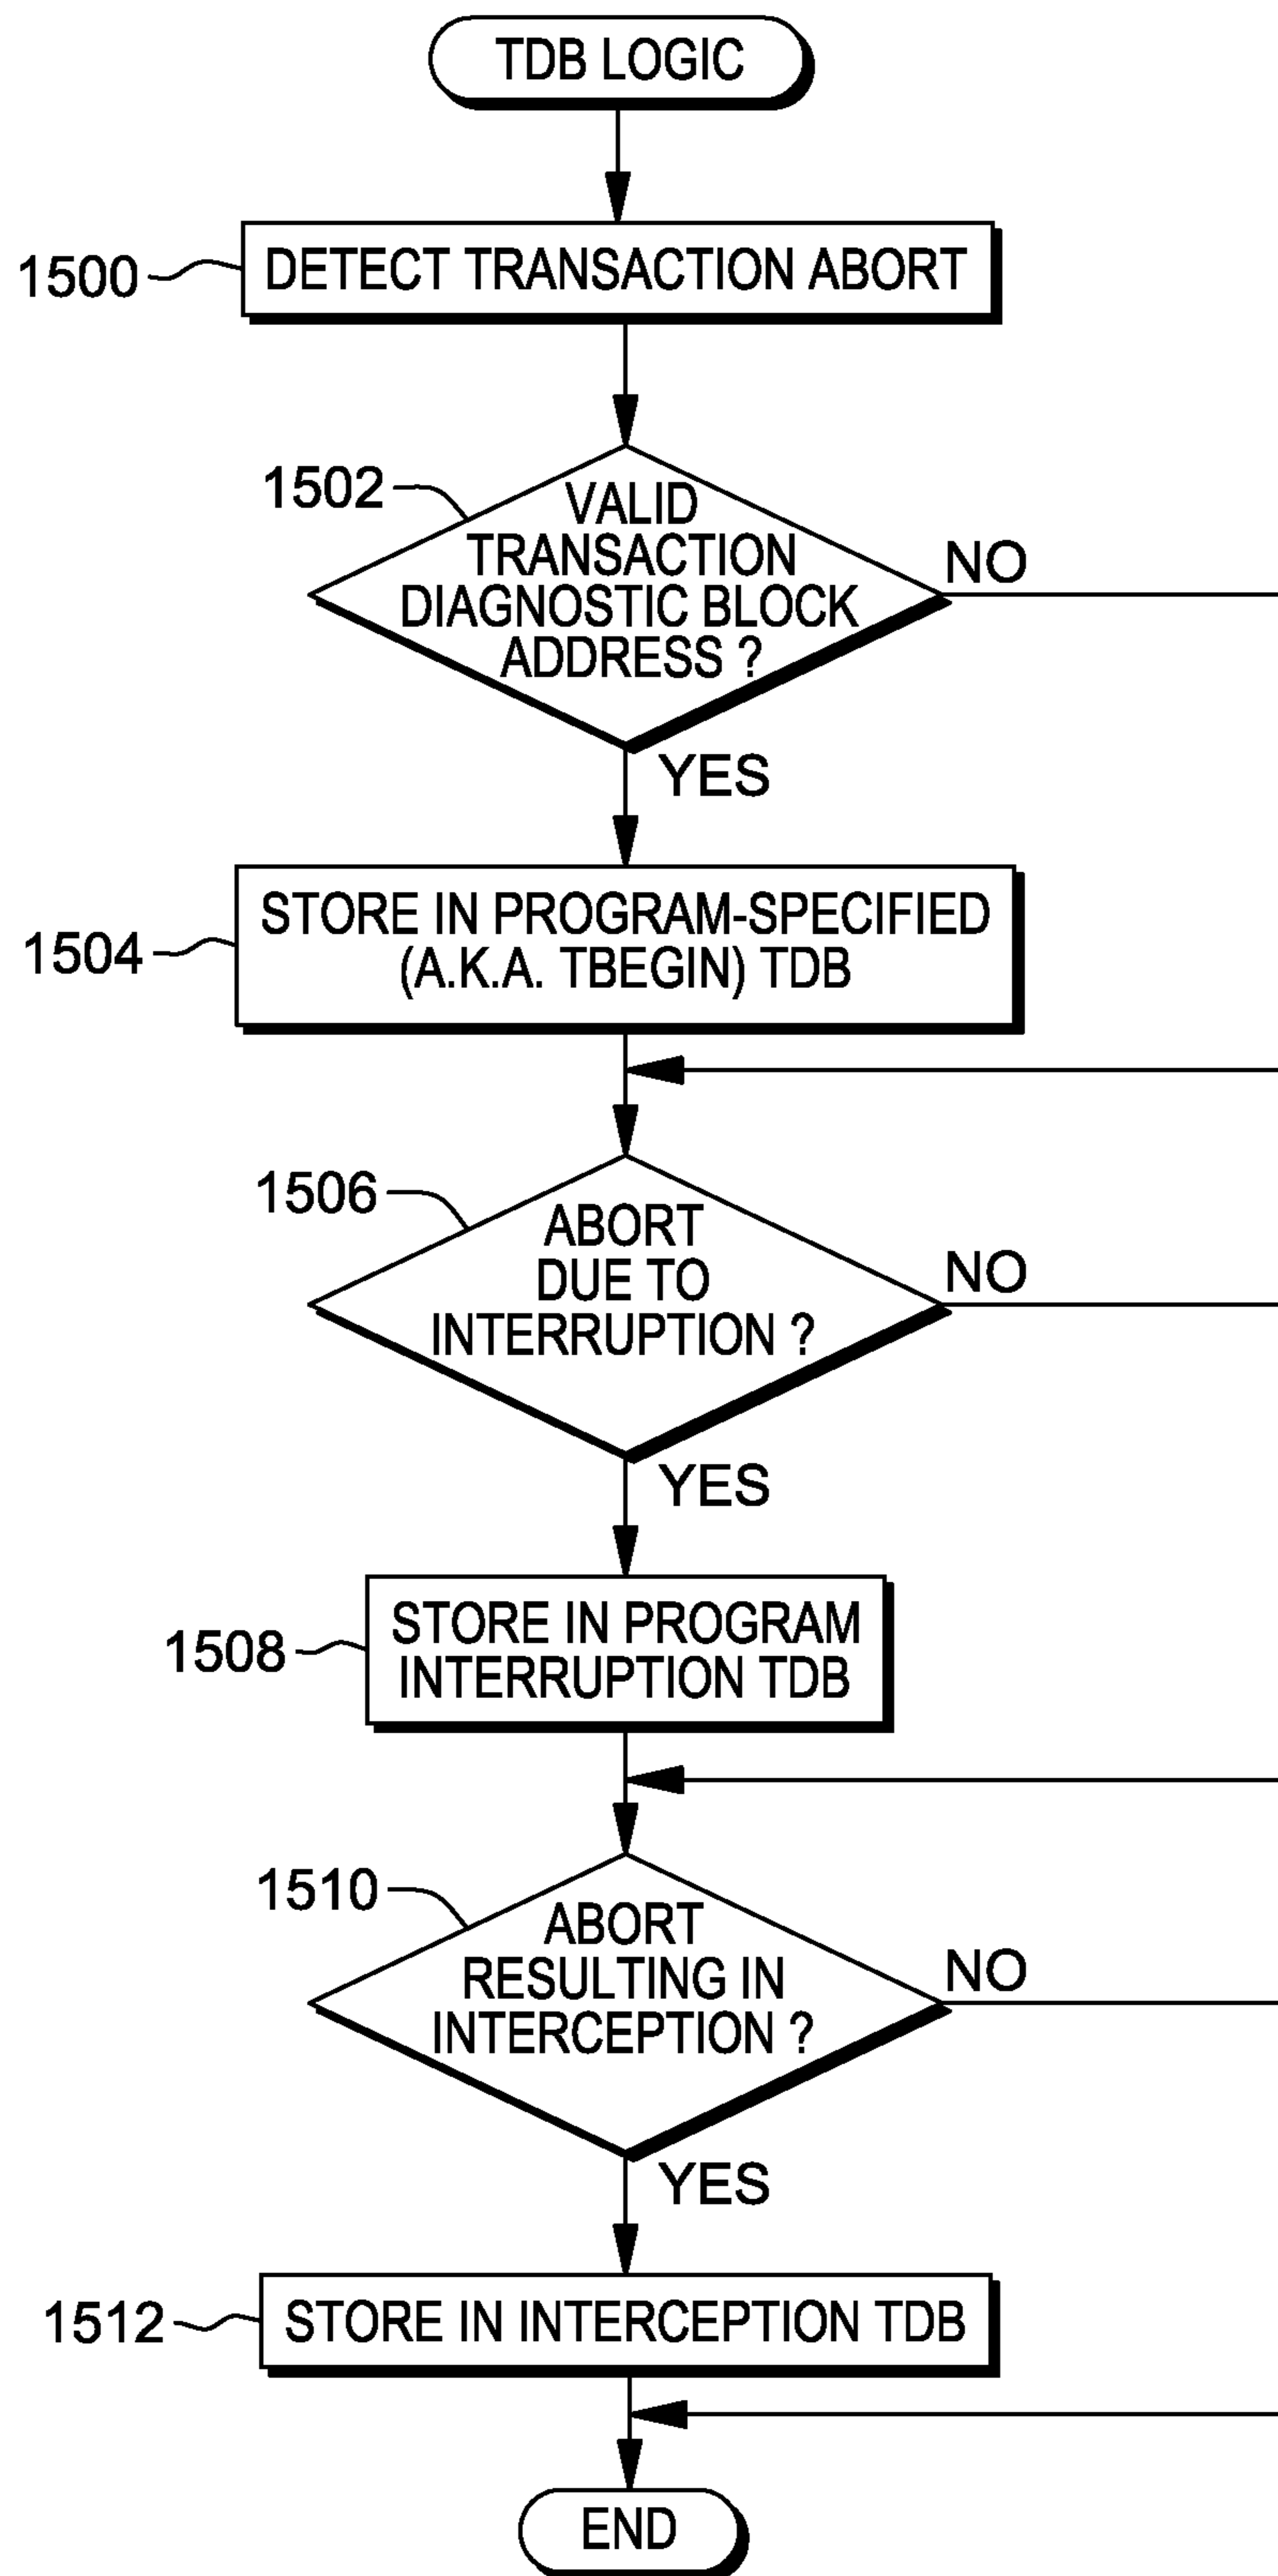 TDB LOGIC
1500
DETECT TRANSACTION ABORT
1502
VALID
TRANSACTION
DIAGNOSTIC BLOCK
ADDRESS ?
NO
YES
1504
STORE IN PROGRAM-SPECIFIED
(A.K.A. TBEGIN) TDB
1506
ABORT
DUE TO
INTERRUPTION ?
NO
YES
1508
STORE IN PROGRAM
INTERRUPTION TDB
1510
ABORT
RESULTING IN
INTERCEPTION ?
NO
YES
1512
STORE IN INTERCEPTION TDB
END